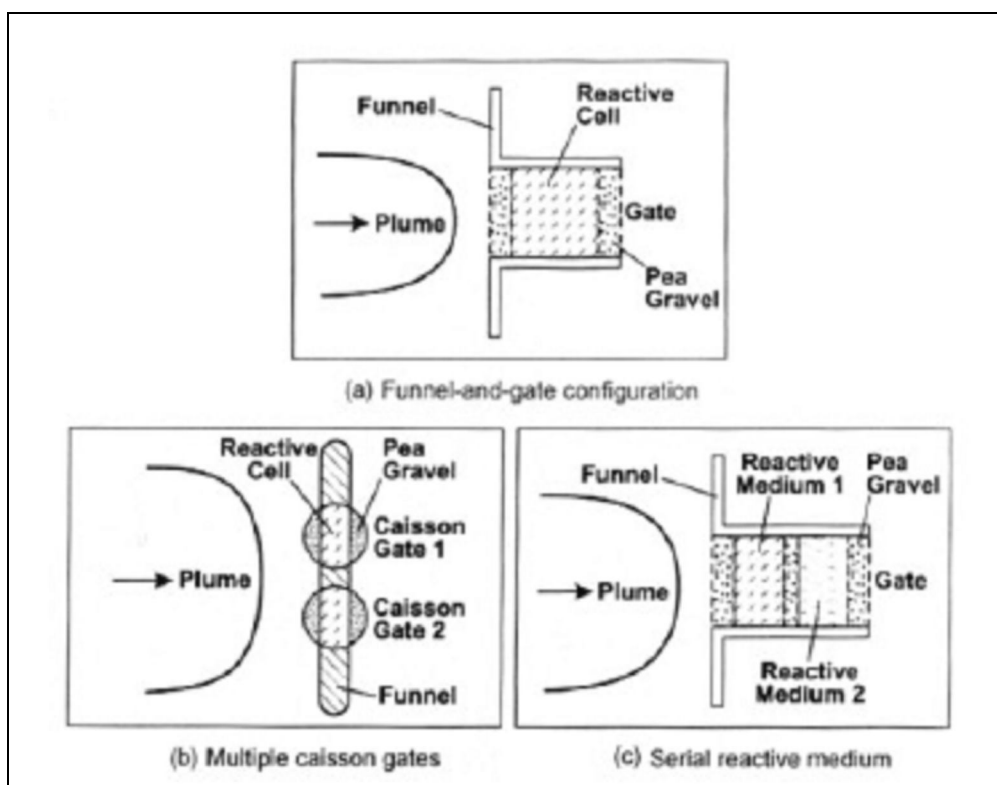 Funnel
Reactive
Cell
Plume
Gate
Pea
Gravel
(a) Funnel-and-gate configuration
Reactive
Cell
Pea
Gravel
Caisson
Gate 1
Plume
Caisson
Gate 2
Funnel
(b) Multiple caisson gates
Funnel
Reactive
Medium 1
Pea
Gravel
Plume
Gate
Reactive
Medium 2
(c) Serial reactive medium